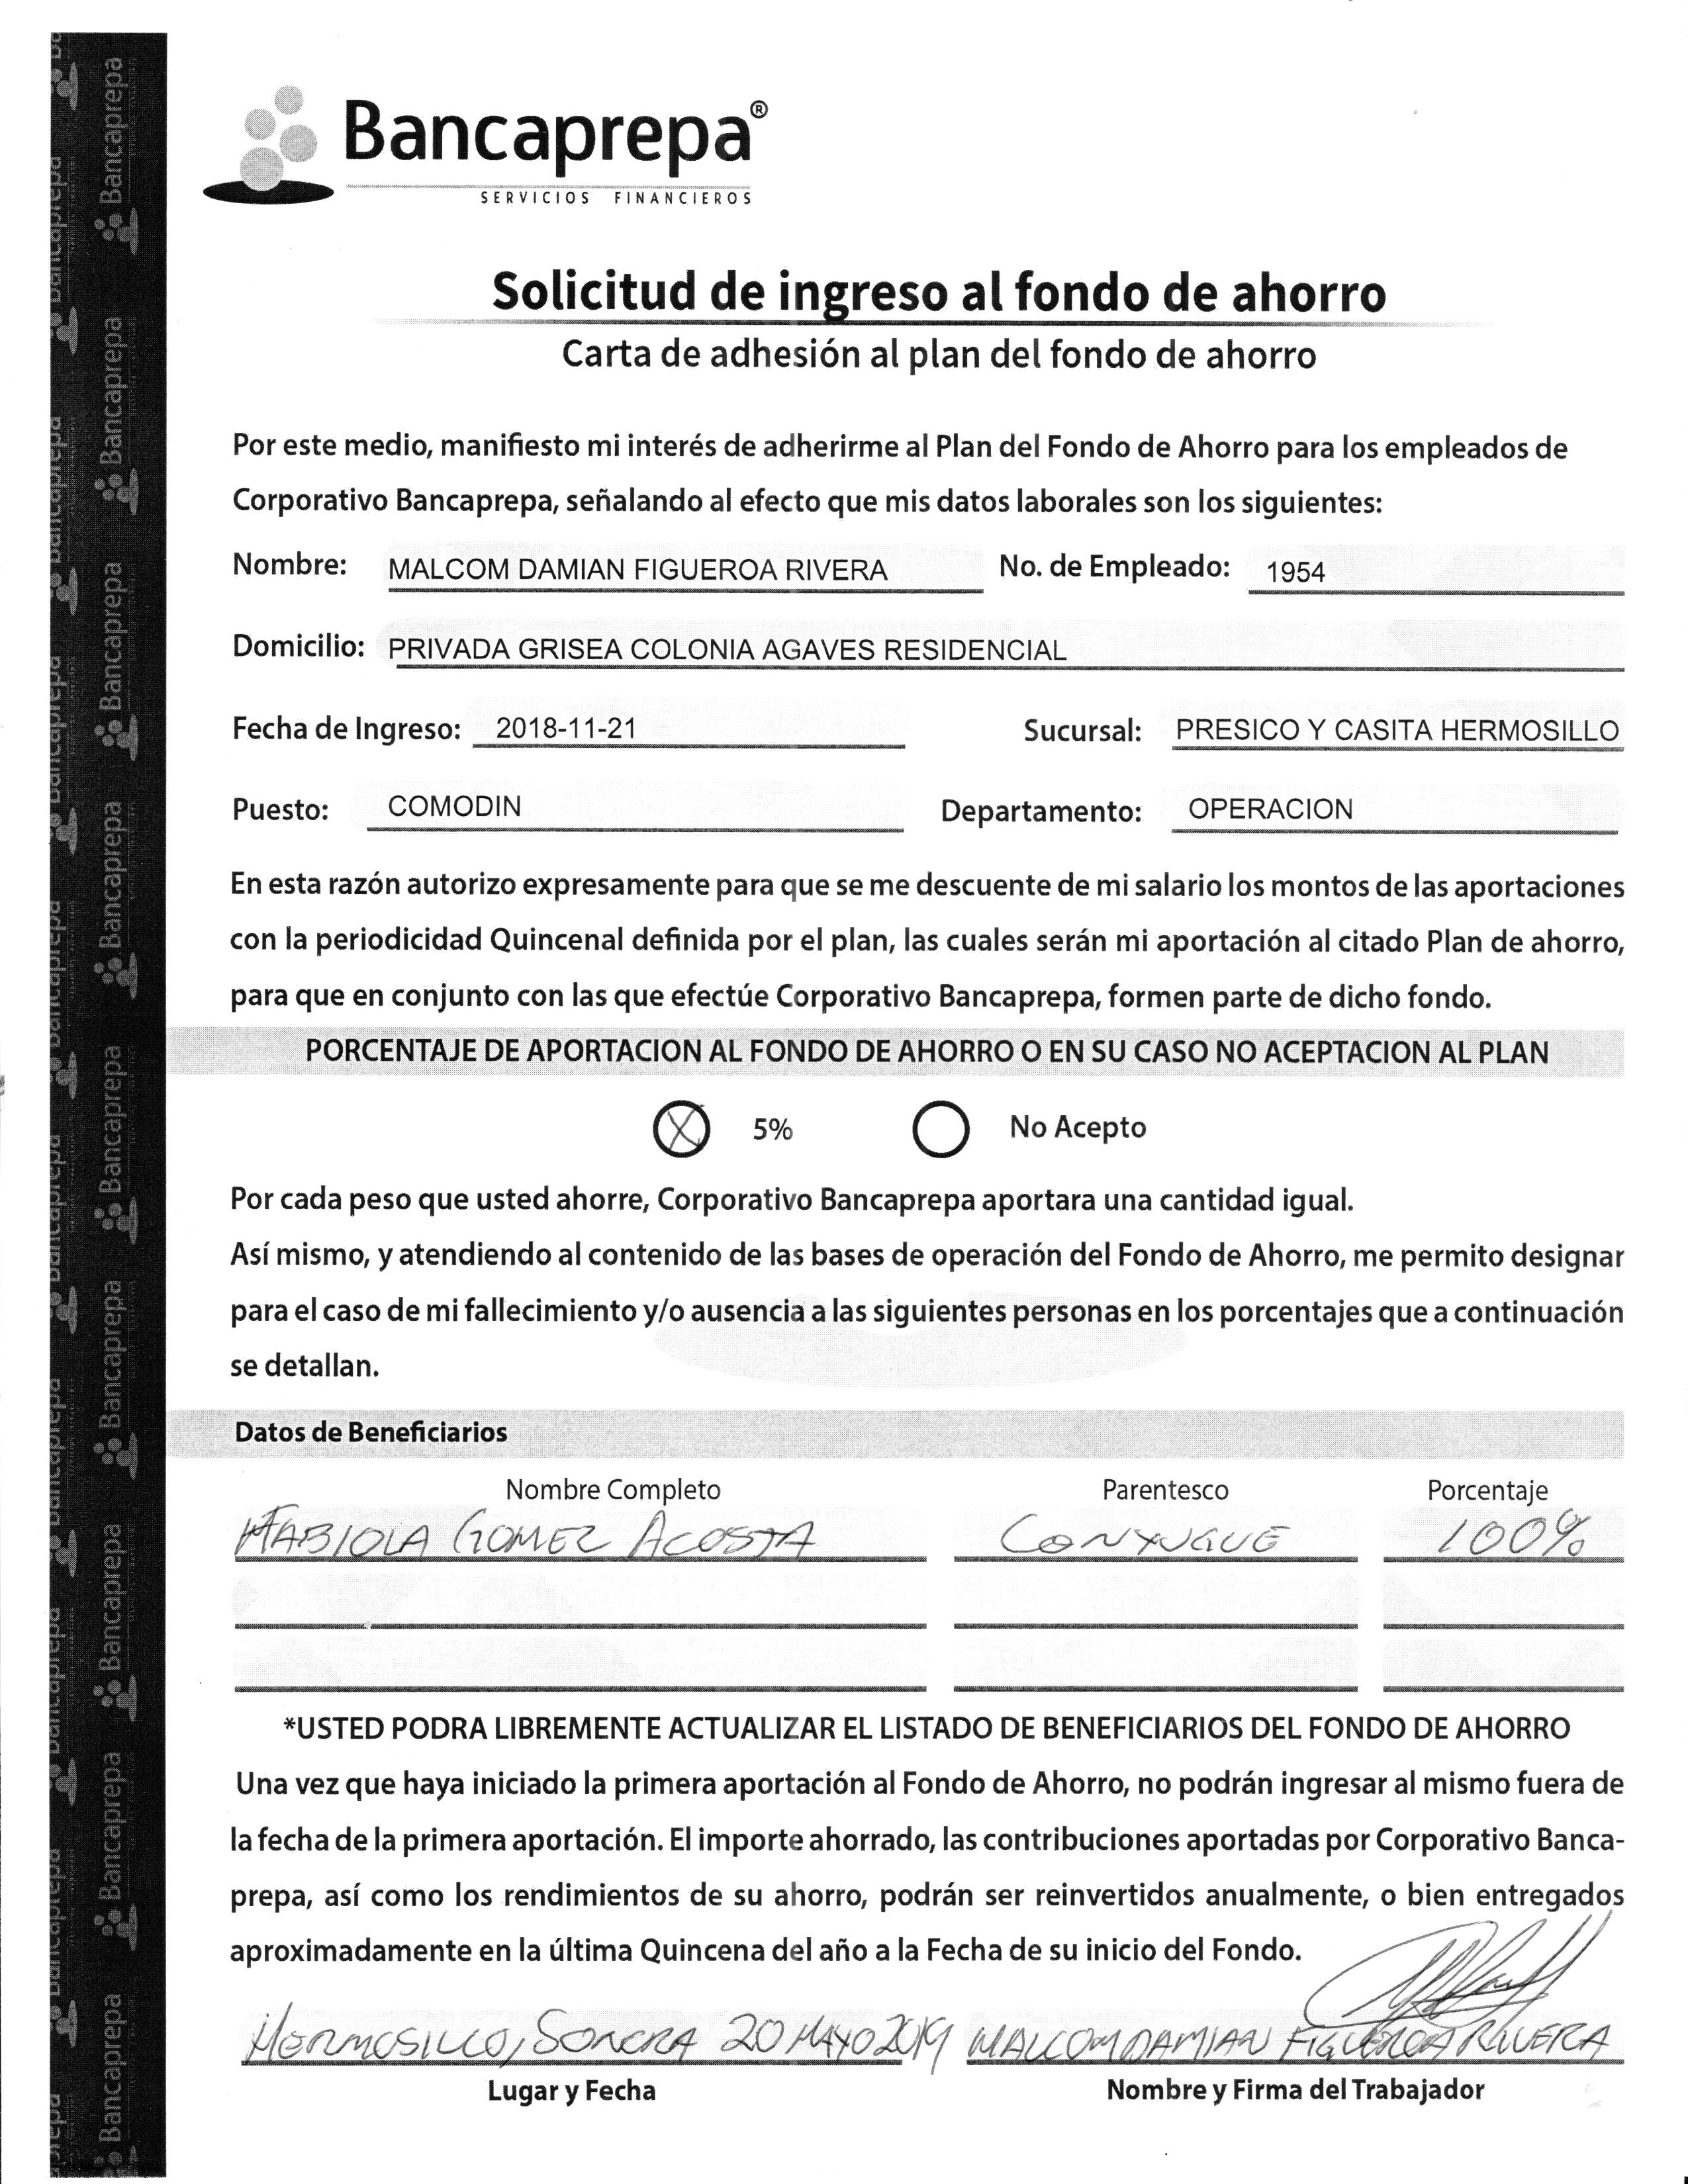 Bancaprepa®
SERVICIOS FINANCIEROS
Solicitud de ingreso al fondo de ahorro
Carta de adhesión al plan del fondo de ahorro
Por este medio, manifiesto mi interés de adherirme al Plan del Fondo de Ahorro para los empleados de
Corporativo Bancaprepa, señalando al efecto que mis datos laborales son los siguientes:
Nombre: MALCOM DAMIAN FIGUEROA RIVERA No. de Empleado: 1954
Domicilio: PRIVADA GRISEA COLONIA AGAVES RESIDENCIAL
Fecha de Ingreso: 2018-11-21 Sucursal: PRESICO Y CASITA HERMOSILLO
Puesto: COMODIN Departamento: OPERACION
En esta razón autorizo expresamente para que se me descuente de mi salario los montos de las aportaciones
con la periodicidad Quincenal definida por el plan, las cuales serán mi aportación al citado Plan de ahorro,
para que en conjunto con las que efectúe Corporativo Bancaprepa, formen parte de dicho fondo.
PORCENTAJE DE APORTACION AL FONDO DE AHORRO O EN SU CASO NO ACEPTACION AL PLAN
X 5% No Acepto
Por cada peso que usted ahorre, Corporativo Bancaprepa aportara una cantidad igual.
Así mismo, y atendiendo al contenido de las bases de operación del Fondo de Ahorro, me permito designar
para el caso de mi fallecimiento y/o ausencia a las siguientes personas en los porcentajes que a continuación
se detallan.
Datos de Beneficiarios
Nombre Completo Parentesco Porcentaje
GOMEZ ACOSTA CONYUGUE 100%
*USTED PODRA LIBREMENTE ACTUALIZAR EL LISTADO DE BENEFICIARIOS DEL FONDO DE AHORRO
Una vez que haya iniciado la primera aportación al Fondo de Ahorro, no podrán ingresar al mismo fuera de
la fecha de la primera aportación. El importe ahorrado, las contribuciones aportadas por Corporativo Banca-
prepa, así como los rendimientos de su ahorro, podrán ser reinvertidos anualmente, o bien entregados
aproximadamente en la última Quincena del año a la Fecha de su inicio del Fondo.
HERMOSILLO, SONORA 20 MAYO 2019 MALCOM DAMIAN FIGUEROA RIVERA
Lugar y Fecha Nombre y Firma del Trabajador